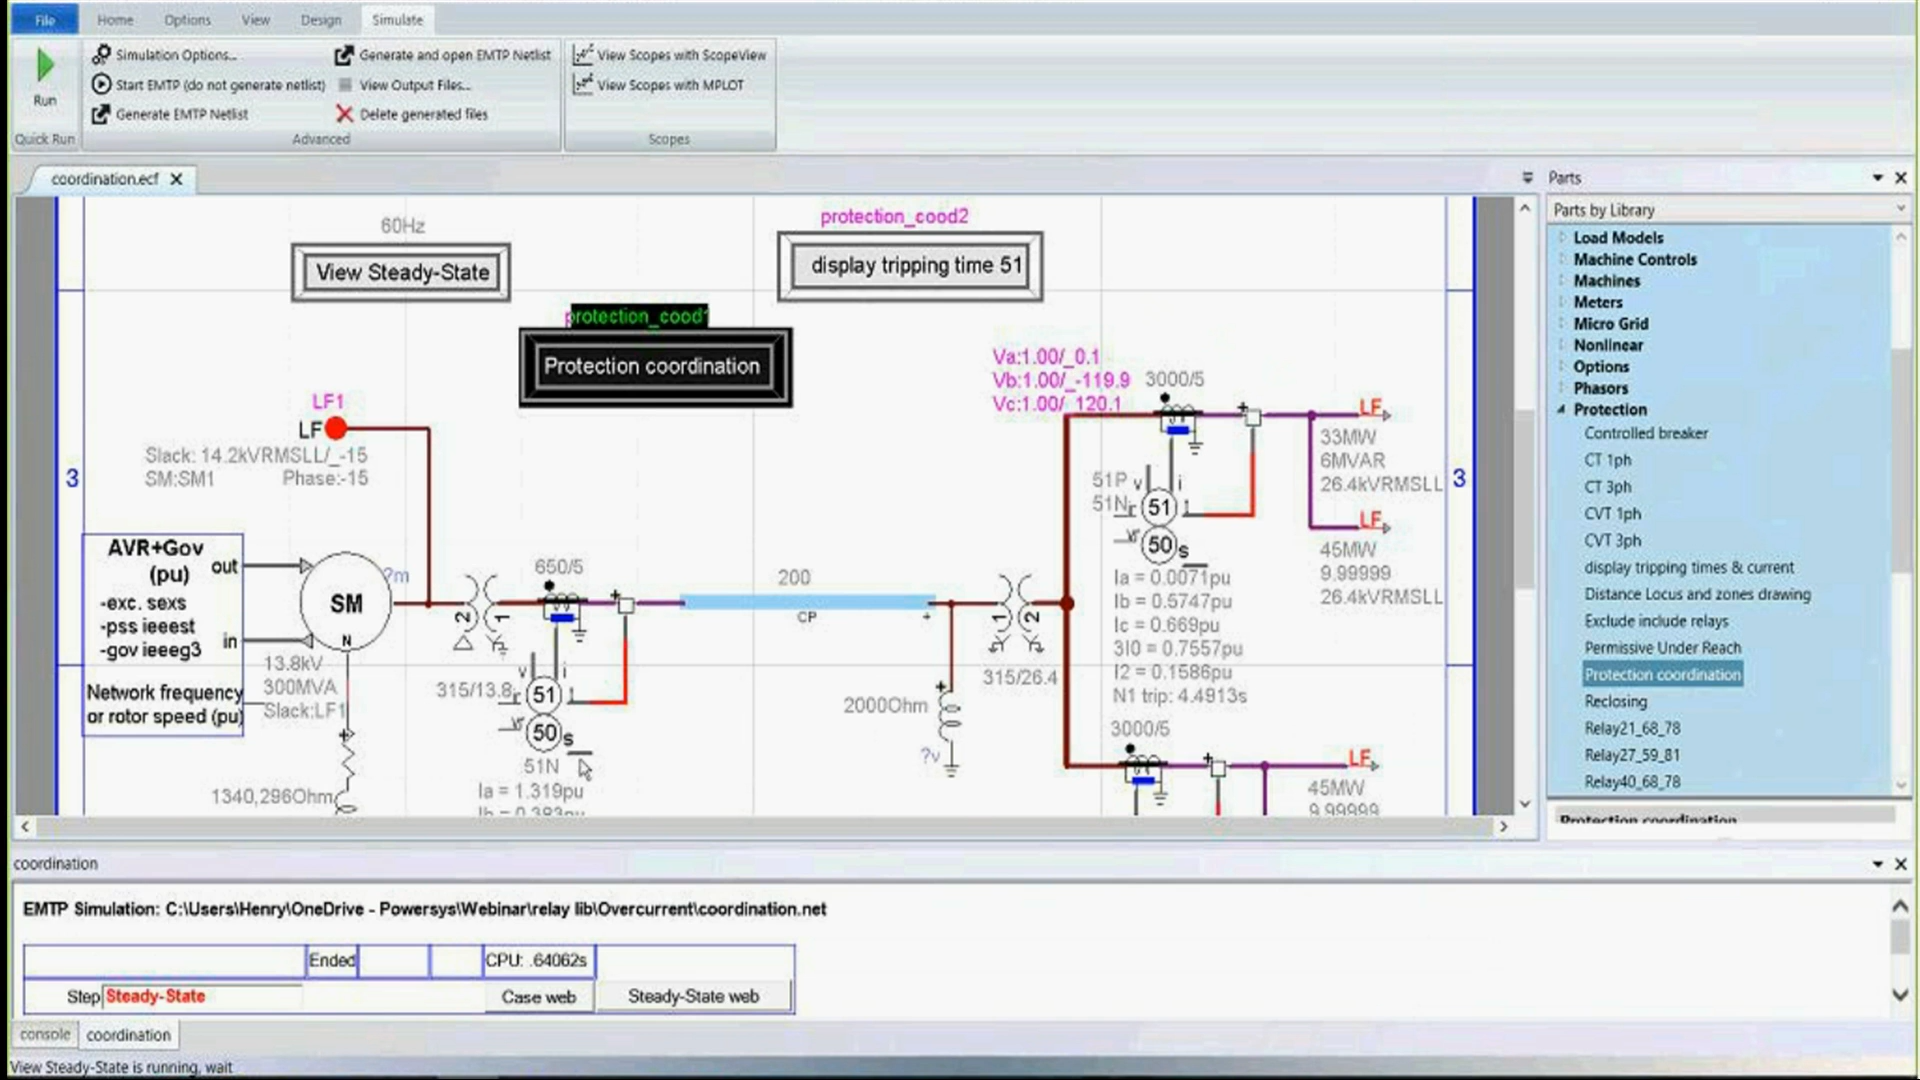 File Home Options View Design Simulate
Simulation Options... Generate and open EMTP Netlist View Scopes with ScopeView
Start EMTP (do not generate netlist) View Output Files... View Scopes with MPLOT
Run
Generate EMTP Netlist Delete generated files
Quick Run Advanced Scopes
coordination.ecf
Parts
Parts by Library
Load Models
Machine Controls
Machines
Meters
Micro Grid
Nonlinear
Options
Phasors
Protection
Controlled breaker
CT 1ph
CT 3ph
CVT 1ph
CVT 3ph
display tripping times & current
Distance Locus and zones drawing
Exclude include relays
Permissive Under Reach
Protection coordination
Reclosing
Relay21_68_78
Relay27_59_81
Relay40_68_78
Protection coordination
60Hz
View Steady-State
protection_cood2
display tripping time 51
protection_cood1
Protection coordination
LF1
LF
Slack: 14.2kVRMSLL/_-15
SM:SM1 Phase:-15
3
AVR+Gov
(pu)
out
-exc. sexs
-pss ieeest
-gov ieeeg3
in
Network frequency
or rotor speed (pu)
SM
N
?m
13.8kV
300MVA
Slack:LF1
1340,296Ohm
2 1
315/13.8
650/5
+
v i
51
50 s
51N
Ia = 1.319pu
Ib = 0.383pu
200
CP
+
+
2000Ohm
?v
1 2
315/26.4
Va:1.00/_0.1
Vb:1.00/_-119.9
Vc:1.00/_120.1
3000/5
+
51P v i
51N
51
50 s
Ia = 0.0071pu
Ib = 0.5747pu
Ic = 0.669pu
3I0 = 0.7557pu
I2 = 0.1586pu
N1 trip: 4.4913s
3000/5
+
LF
33MW
6MVAR
26.4kVRMSLL
LF
45MW
9.99999
26.4kVRMSLL
LF
45MW
9.99999
3
coordination
EMTP Simulation: C:\Users\Henry\OneDrive - Powersys\Webinar\relay lib\Overcurrent\coordination.net
Ended CPU: .64062s
Step Steady-State Case web Steady-State web
console coordination
View Steady-State is running, wait